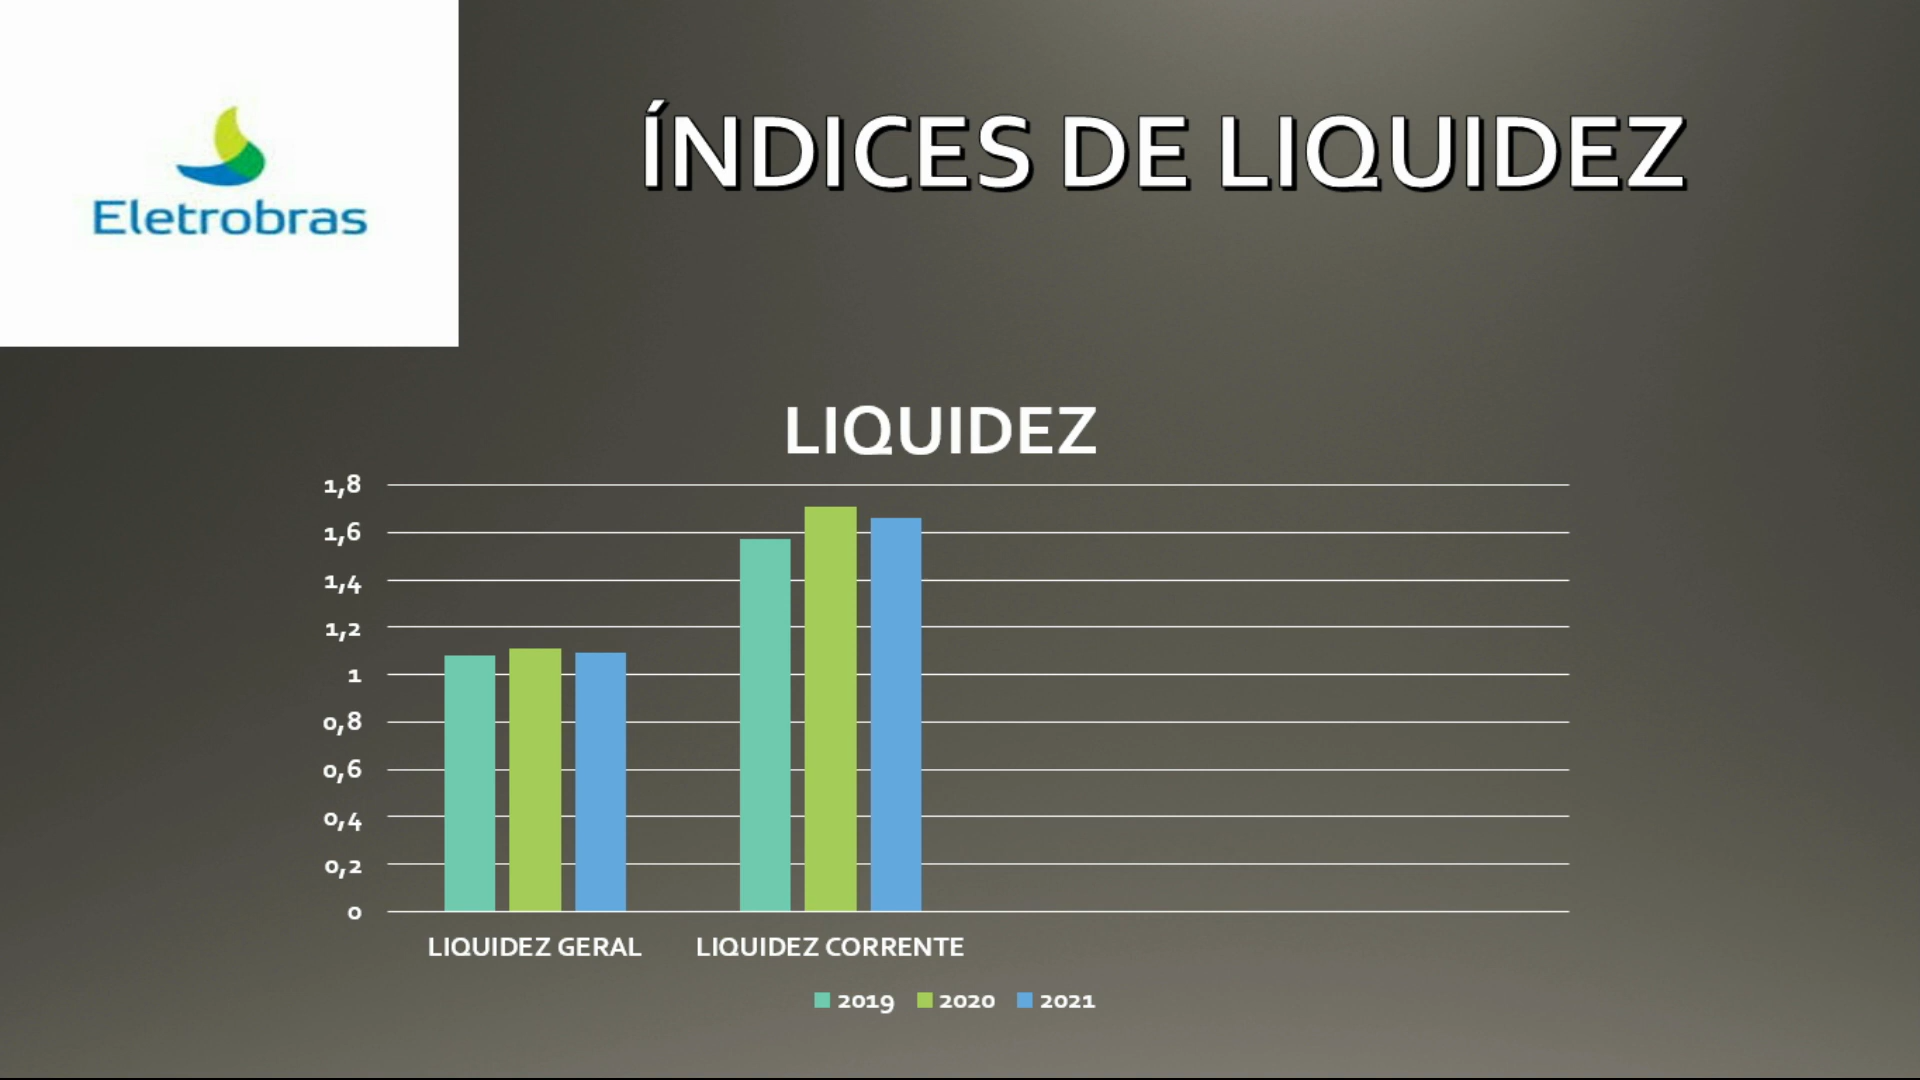 Eletrobras
ÍNDICES DE LIQUIDEZ
LIQUIDEZ
1,8
1,6
1,4
1,2
1
0,8
0,6
0,4
0,2
0
LIQUIDEZ GERAL LIQUIDEZ CORRENTE
2019 2020 2021